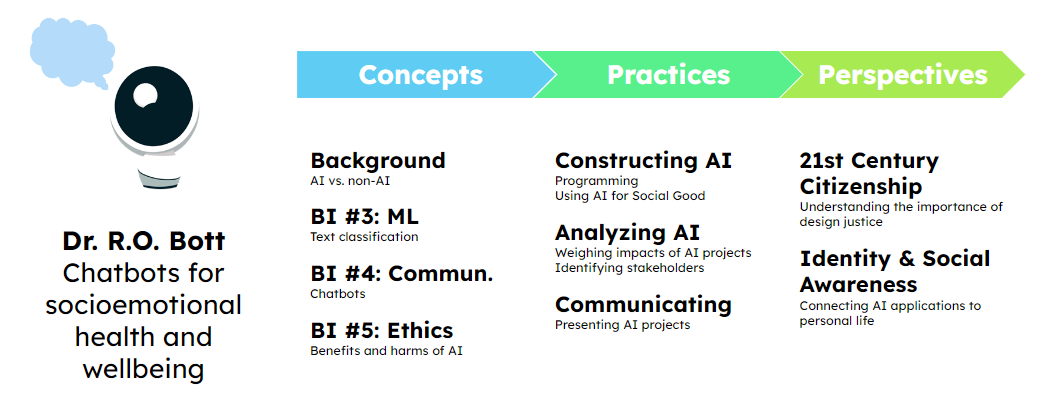 Concepts
Practices
Perspectives
Dr. R.O. Bott
Chatbots for
socioemotional
health and
wellbeing
Background
AI vs. non-AI
BI #3: ML
Text classification
BI #4: Commun.
Chatbots
BI #5: Ethics
Benefits and harms of AI
Constructing AI
Programming
Using AI for Social Good
Analyzing AI
Weighing impacts of AI projects
Identifying stakeholders
Communicating
Presenting AI projects
21st Century
Citizenship
Understanding the importance of
design justice
Identity & Social
Awareness
Connecting AI applications to
personal life